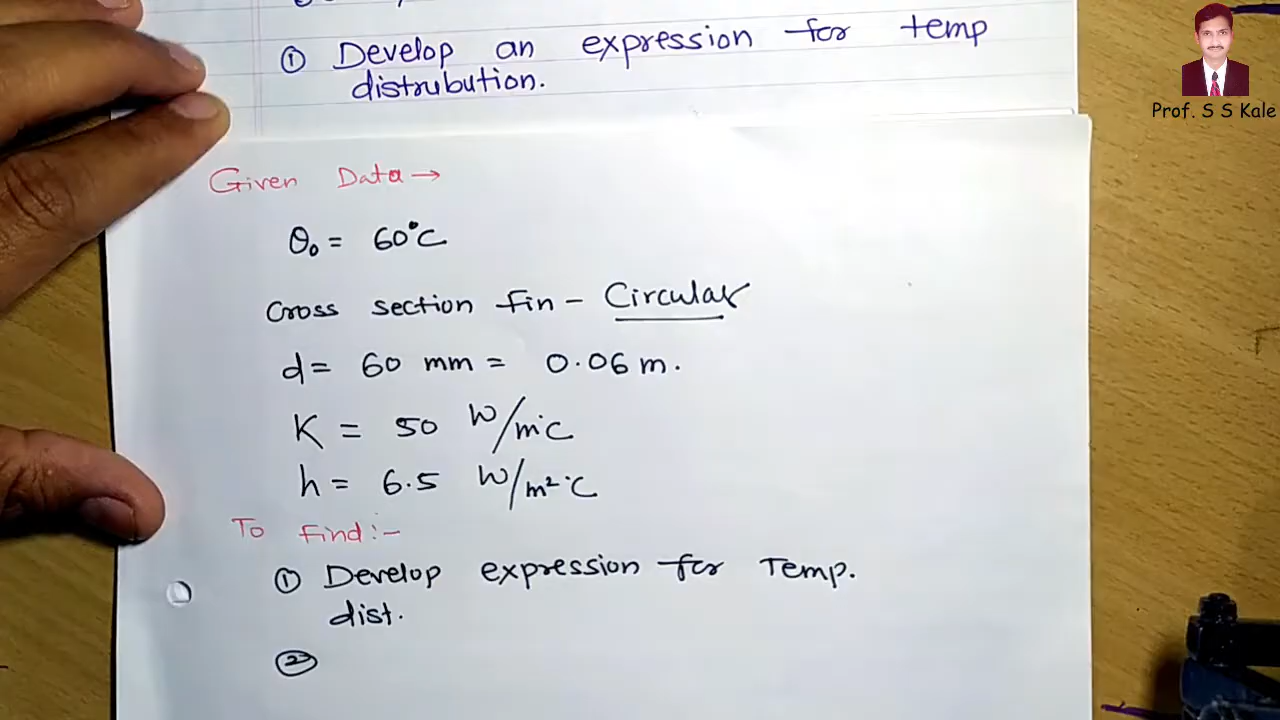 ① Develop an expression for temp
distrubution.
Prof. S S Kale
Given Data →
θ₀ = 60°C
Cross section fin – Circular
d = 60 mm = 0.06 m.
K = 50 W/m°C
h = 6.5 W/m²°C
To Find :-
① Develop expression for Temp.
dist.
②